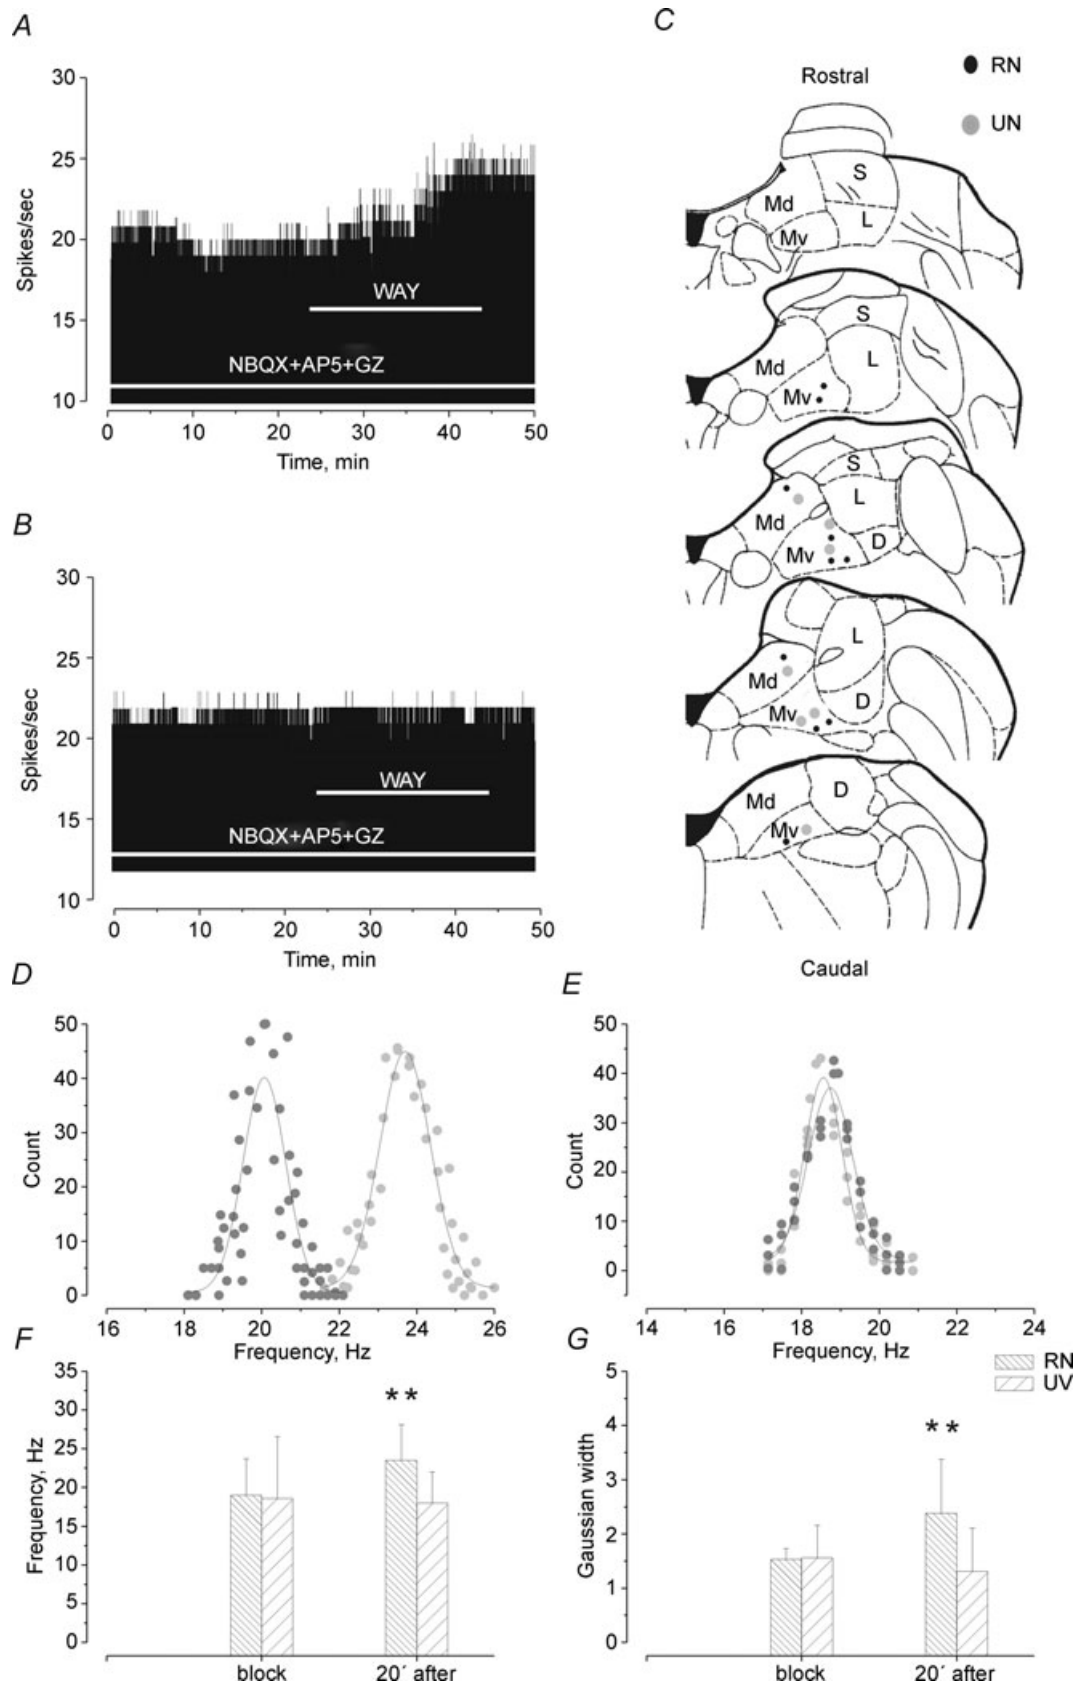 A
30
25
20
15
10
Spikes/sec
WAY
NBQX+AP5+GZ
0 10 20 30 40 50
Time, min
B
30
25
20
15
10
Spikes/sec
WAY
NBQX+AP5+GZ
0 10 20 30 40 50
Time, min
C
Rostral
RN
UN
S
Md
L
Mv
S
Md
L
Mv
S
L
Md
D
Mv
L
Md
D
Mv
Md
D
Mv
Caudal
D
50
40
30
20
10
0
Count
16 18 20 22 24 26
Frequency, Hz
E
50
40
30
20
10
0
Count
14 16 18 20 22 24
Frequency, Hz
F
35
30
25
20
15
10
5
0
Frequency, Hz
**
block 20´ after
G
5
4
3
2
1
0
Gaussian width
RN
UV
**
block 20´ after